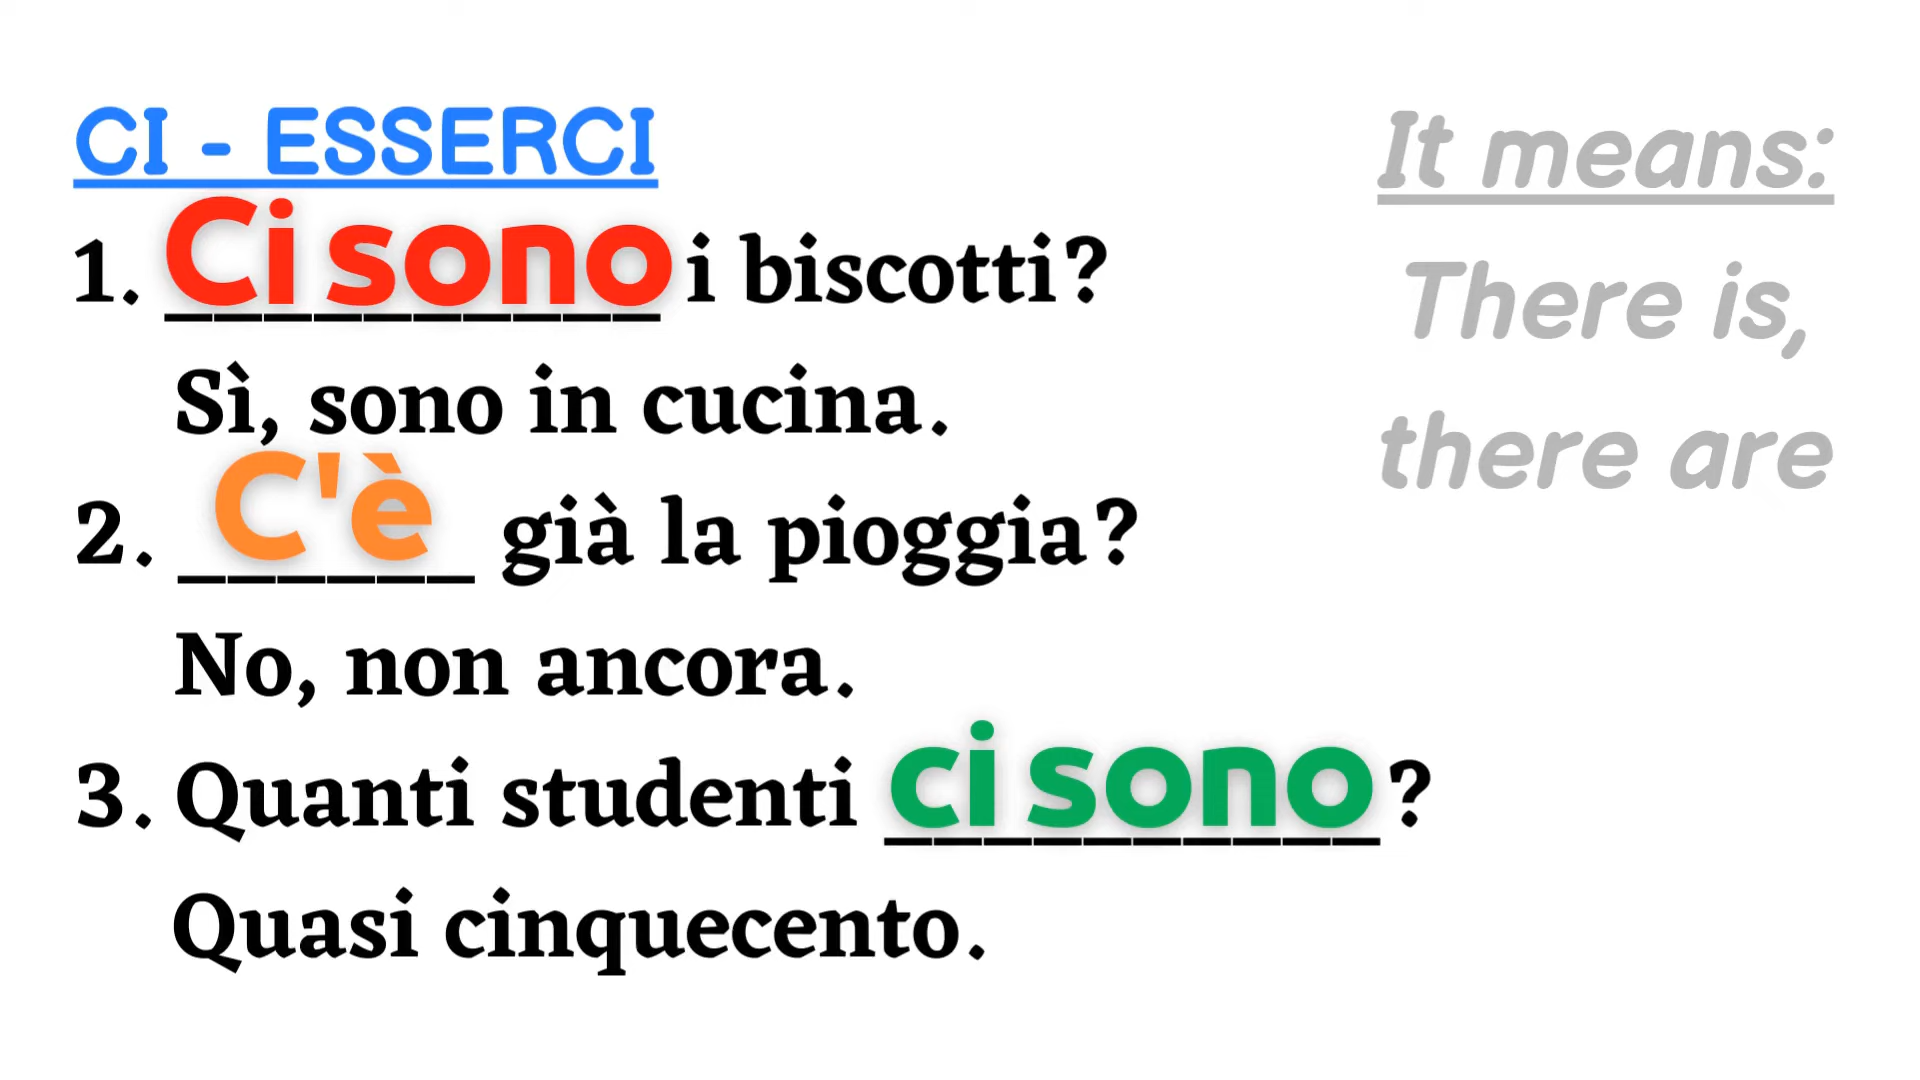 CI - ESSERCI
1. Ci sono i biscotti?
Sì, sono in cucina.
2. C'è già la pioggia?
No, non ancora.
3. Quanti studenti ci sono?
Quasi cinquecento.
It means:
There is,
there are